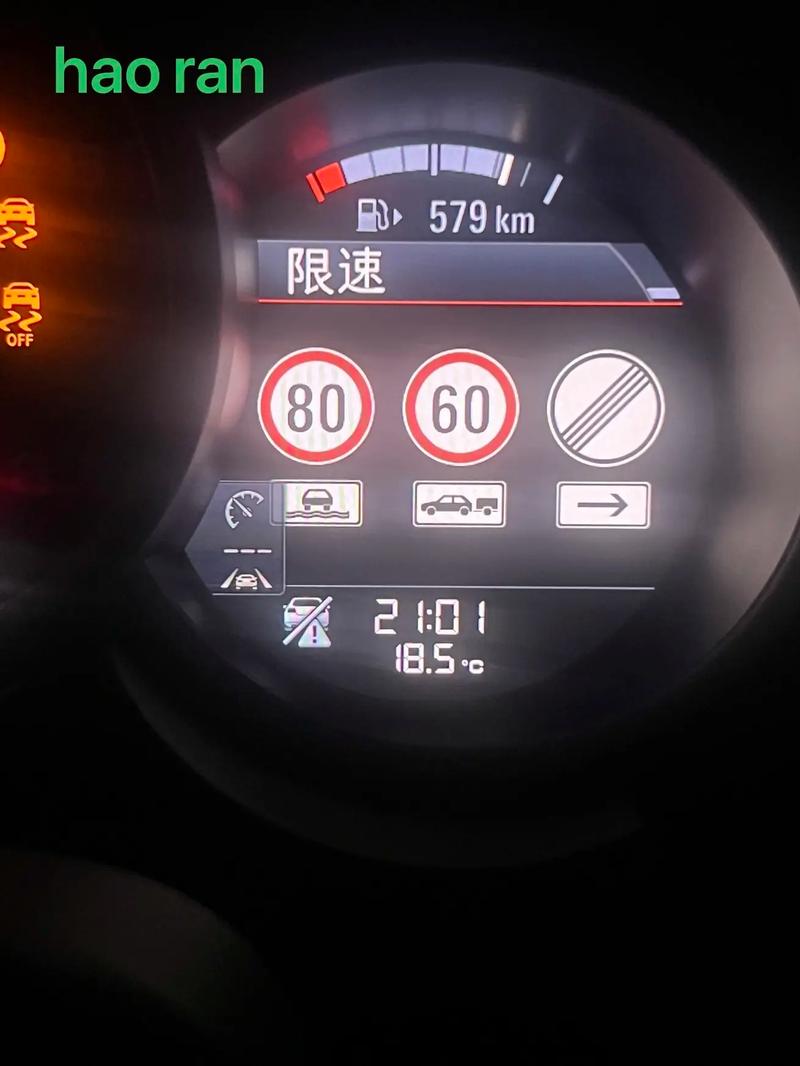 hao ran
579 km
限速
80 60
OFF
21:01
18.5 °C